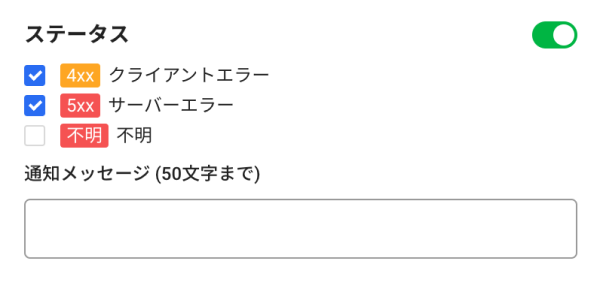 ステータス
4xx クライアントエラー
5xx サーバーエラー
不明 不明
通知メッセージ (50文字まで)